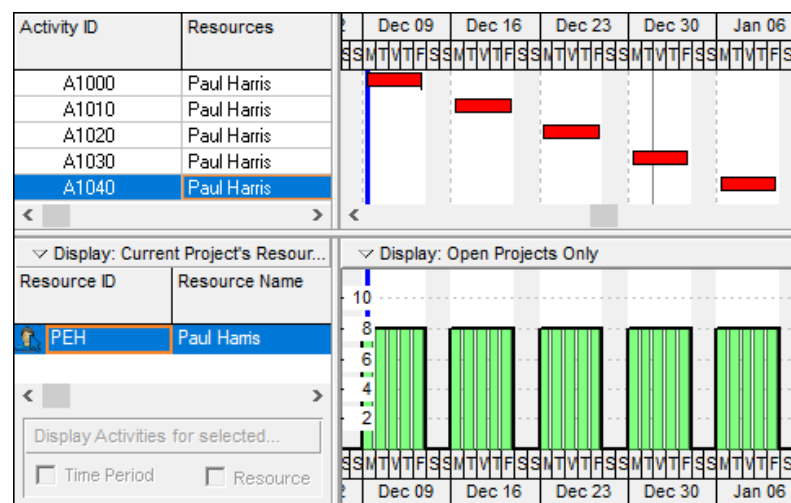 Activity ID Resources 2 Dec 09 Dec 16 Dec 23 Dec 30 Jan 06
S S M T W T F S S M T W T F S S M T W T F S S M T W T F S S M T W T F S
A1000 Paul Harris
A1010 Paul Harris
A1020 Paul Harris
A1030 Paul Harris
A1040 Paul Harris
Display: Current Project's Resour... Display: Open Projects Only
Resource ID Resource Name
10
8
6
4
2
PEH Paul Harris
Display Activities for selected...
Time Period Resource
S S M T W T F S S M T W T F S S M T W T F S S M T W T F S S M T W T F S
2 Dec 09 Dec 16 Dec 23 Dec 30 Jan 06